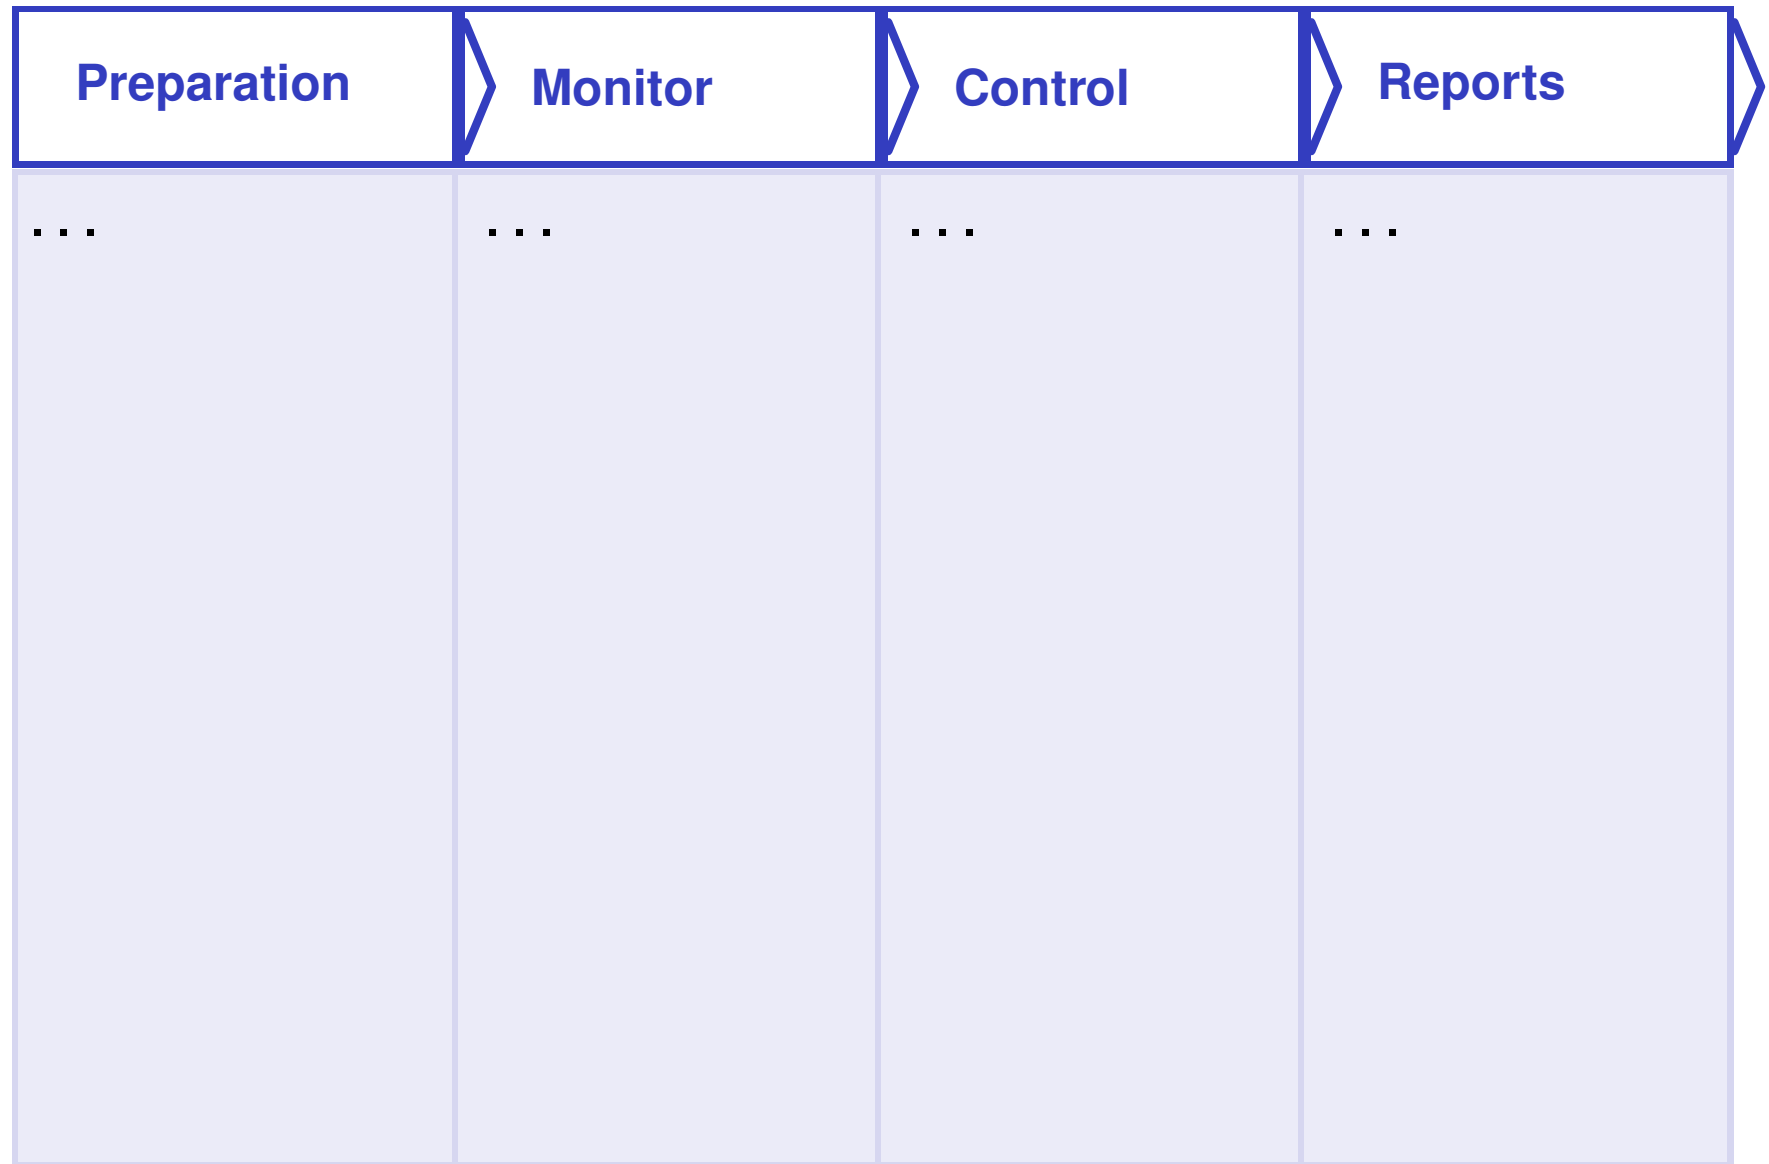 Preparation
Monitor
Control
Reports
. . .
. . .
. . .
. . .